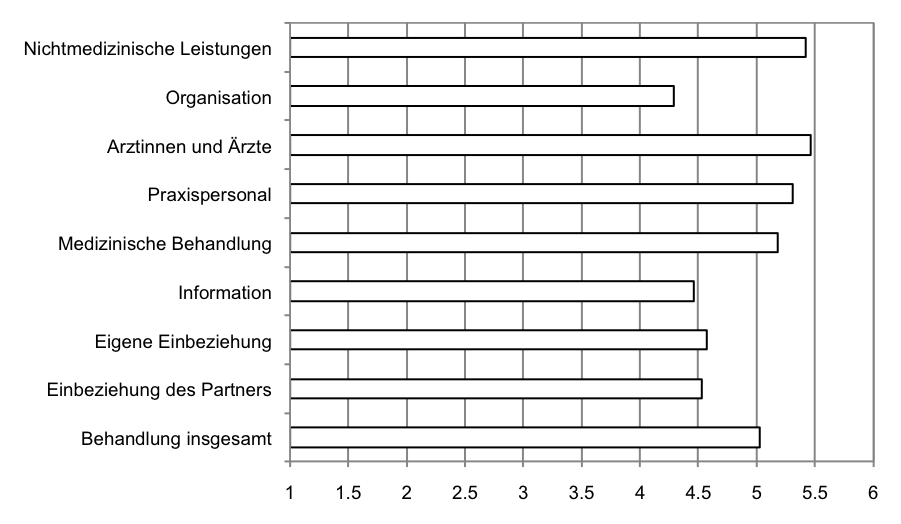 Nichtmedizinische Leistungen
Organisation
Arztinnen und Ärzte
Praxispersonal
Medizinische Behandlung
Information
Eigene Einbeziehung
Einbeziehung des Partners
Behandlung insgesamt
1 1.5 2 2.5 3 3.5 4 4.5 5 5.5 6